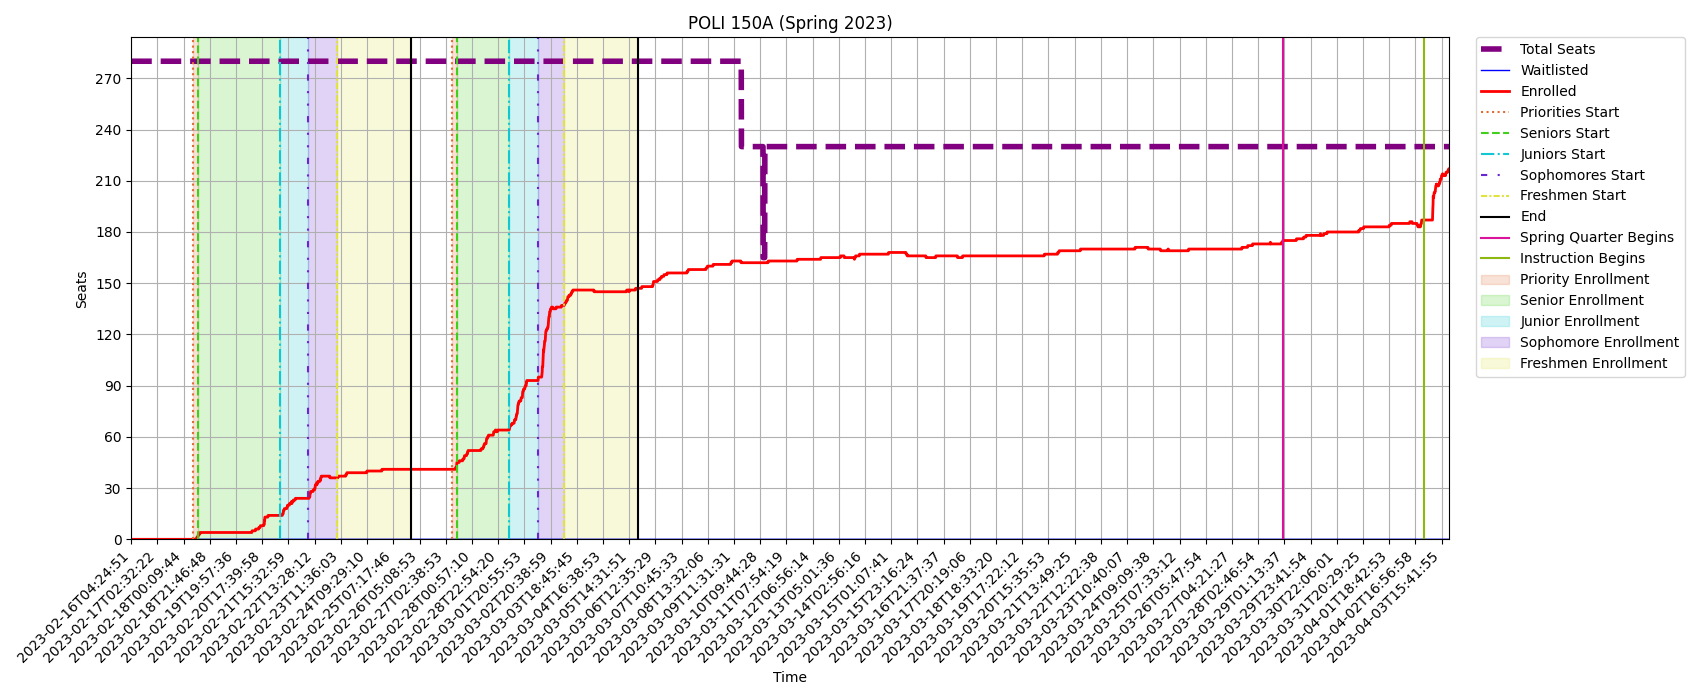 POLI 150A (Spring 2023)
Seats
270
240
210
180
150
120
90
60
30
0
2023-02-16T04:24:51
2023-02-17T02:32:22
2023-02-18T00:09:44
2023-02-18T21:46:48
2023-02-19T19:57:36
2023-02-20T17:39:58
2023-02-21T15:32:59
2023-02-22T13:28:12
2023-02-23T11:36:03
2023-02-24T09:29:10
2023-02-25T07:17:46
2023-02-26T05:08:53
2023-02-27T02:38:53
2023-02-28T00:57:10
2023-02-28T22:54:20
2023-03-01T20:55:53
2023-03-02T20:38:59
2023-03-03T18:45:45
2023-03-04T16:38:53
2023-03-05T14:31:51
2023-03-06T12:35:29
2023-03-07T10:45:33
2023-03-08T13:32:06
2023-03-09T11:31:31
2023-03-10T09:44:28
2023-03-11T07:54:19
2023-03-12T06:56:14
2023-03-13T05:01:36
2023-03-14T02:56:16
2023-03-15T01:07:41
2023-03-15T23:16:24
2023-03-16T21:37:37
2023-03-17T20:19:06
2023-03-18T18:33:20
2023-03-19T17:22:12
2023-03-20T15:35:53
2023-03-21T13:49:25
2023-03-22T12:22:38
2023-03-23T10:40:07
2023-03-24T09:09:38
2023-03-25T07:33:12
2023-03-26T05:47:54
2023-03-27T04:21:27
2023-03-28T02:46:54
2023-03-29T01:13:37
2023-03-29T23:41:54
2023-03-30T22:06:01
2023-03-31T20:29:25
2023-04-01T18:42:53
2023-04-02T16:56:58
2023-04-03T15:41:55
Time
Total Seats
Waitlisted
Enrolled
Priorities Start
Seniors Start
Juniors Start
Sophomores Start
Freshmen Start
End
Spring Quarter Begins
Instruction Begins
Priority Enrollment
Senior Enrollment
Junior Enrollment
Sophomore Enrollment
Freshmen Enrollment